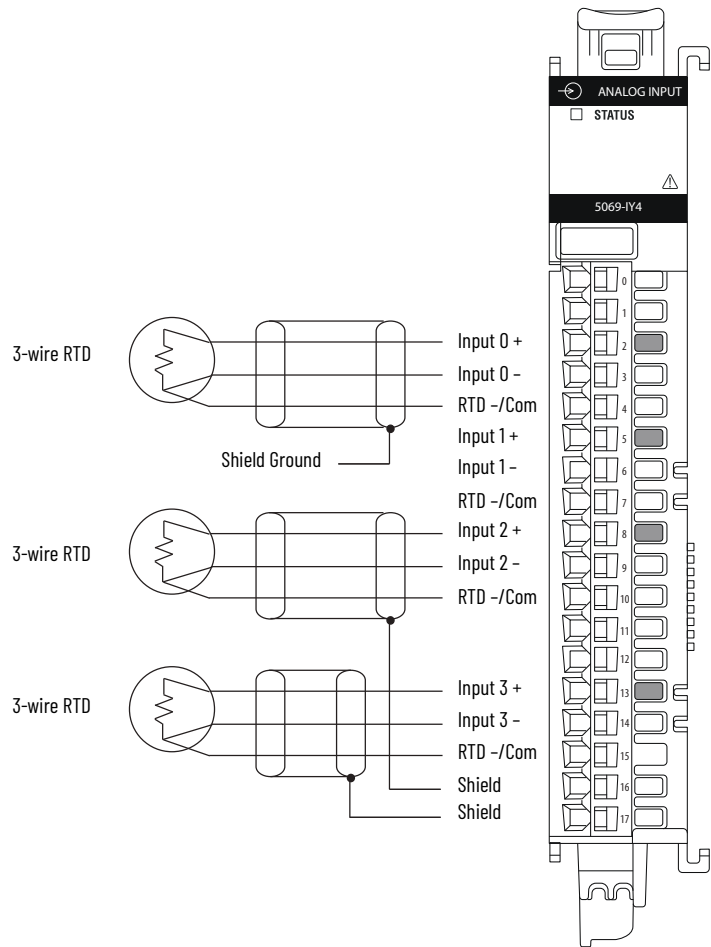 ANALOG INPUT
STATUS
5069-IY4
0
1
3-wire RTD
Input 0 +
2
Input 0 –
3
RTD –/Com
4
Input 1 +
5
Shield Ground
Input 1 –
6
RTD –/Com
7
3-wire RTD
Input 2 +
8
Input 2 –
9
RTD –/Com
10
11
12
3-wire RTD
Input 3 +
13
Input 3 –
14
RTD –/Com
15
Shield
16
Shield
17